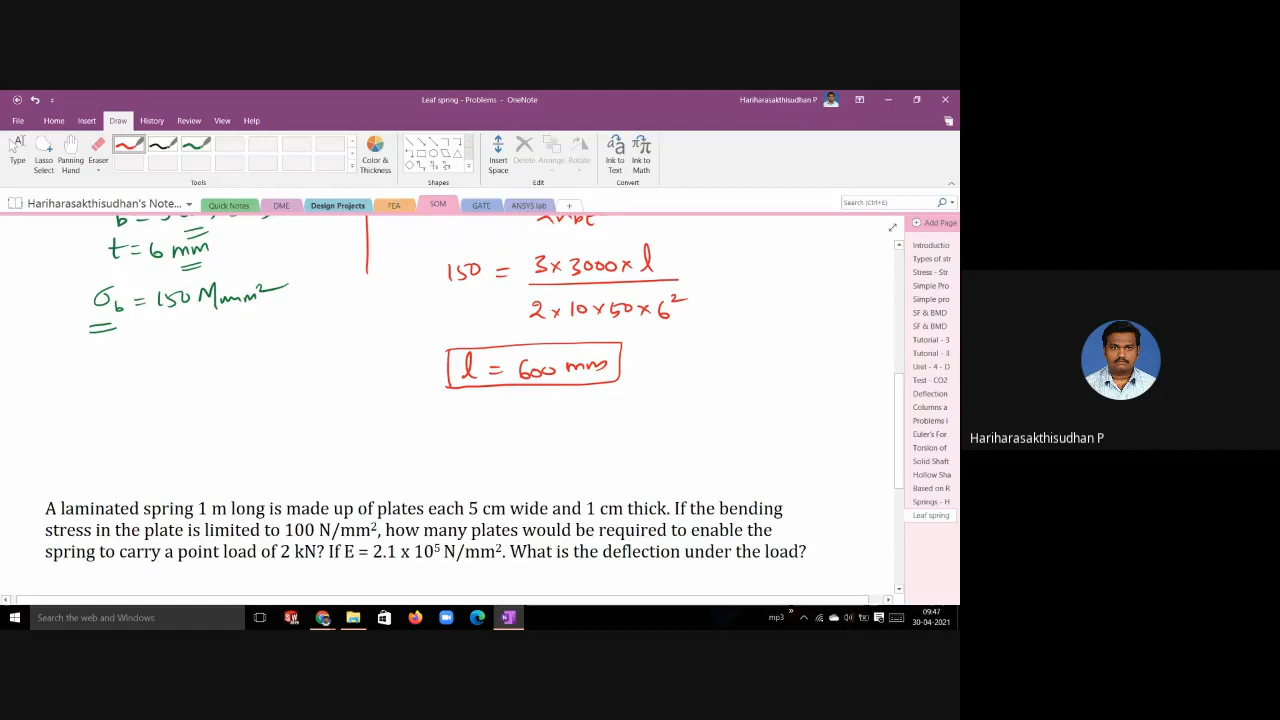 Leaf spring - Problems - OneNote
Hariharasakthisudhan P
File Home Insert Draw History Review View Help
Type
Lasso Select
Panning Hand
Eraser
Color & Thickness
Insert Space
Delete
Arrange
Rotate
Ink to Text
Ink to Math
Tools
Shapes
Edit
Convert
Hariharasakthisudhan's Note...
Quick Notes
DME
Design Projects
FEA
SOM
GATE
ANSYS lab
Search (Ctrl+E)
Add Page
Introductio
Types of str
Stress - Str
Simple Pro
Simple pro
SF & BMD
SF & BMD
Tutorial - 3
Tutorial - 3
Unit - 4 - D
Test - CO2
Deflection
Columns a
Problems i
Euler's For
Torsion of
Solid Shaft
Hollow Sha
Based on R
Springs - H
Leaf spring
t = 6 mm
σb = 150 N/mm²
150 = 3 x 3000 x l
2 x 10 x 50 x 6²
l = 600 mm
A laminated spring 1 m long is made up of plates each 5 cm wide and 1 cm thick. If the bending
stress in the plate is limited to 100 N/mm², how many plates would be required to enable the
spring to carry a point load of 2 kN? If E = 2.1 x 10⁵ N/mm². What is the deflection under the load?
Hariharasakthisudhan P
Search the web and Windows
mp3
09:47
30-04-2021